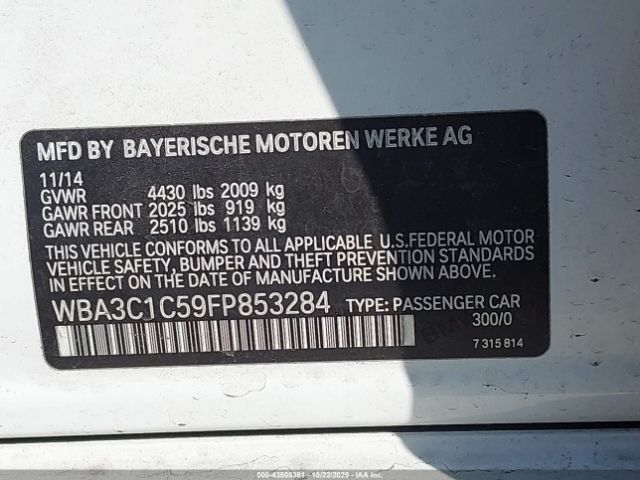 MFD BY BAYERISCHE MOTOREN WERKE AG
11/14
GVWR 4430 lbs 2009 kg
GAWR FRONT 2025 lbs 919 kg
GAWR REAR 2510 lbs 1139 kg
THIS VEHICLE CONFORMS TO ALL APPLICABLE U.S.FEDERAL MOTOR
VEHICLE SAFETY, BUMPER AND THEFT PREVENTION STANDARDS
IN EFFECT ON THE DATE OF MANUFACTURE SHOWN ABOVE.
WBA3C1C59FP853284 TYPE: PASSENGER CAR
300/0
BMW
7 315 814
000-43508381 - 10/22/2025 - © IAA Holdings, LLC